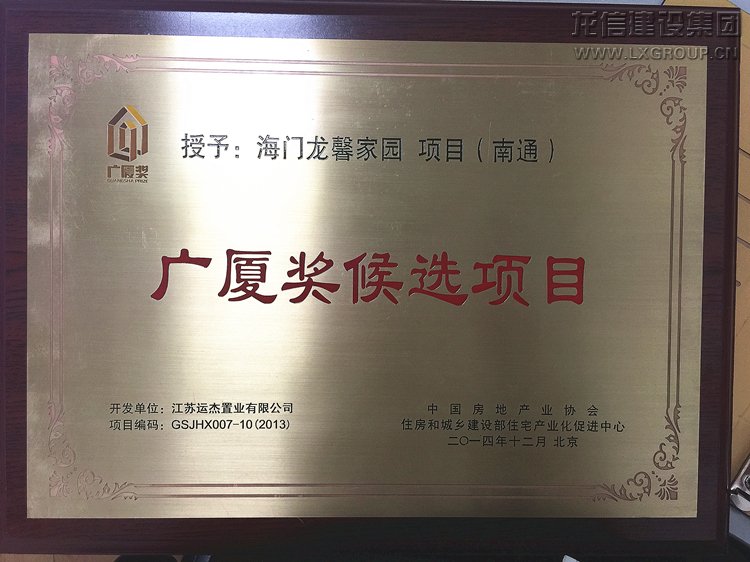 龙信建设集团
WWW.LXGROUP.CN
广厦奖
GUANGSHA PRIZE
授予：海门龙馨家园 项目（南通）
广厦奖候选项目
开发单位：江苏运杰置业有限公司
项目编码：GSJHX007-10(2013)
中国房地产业协会
住房和城乡建设部住宅产业化促进中心
二〇一四年十二月 北京